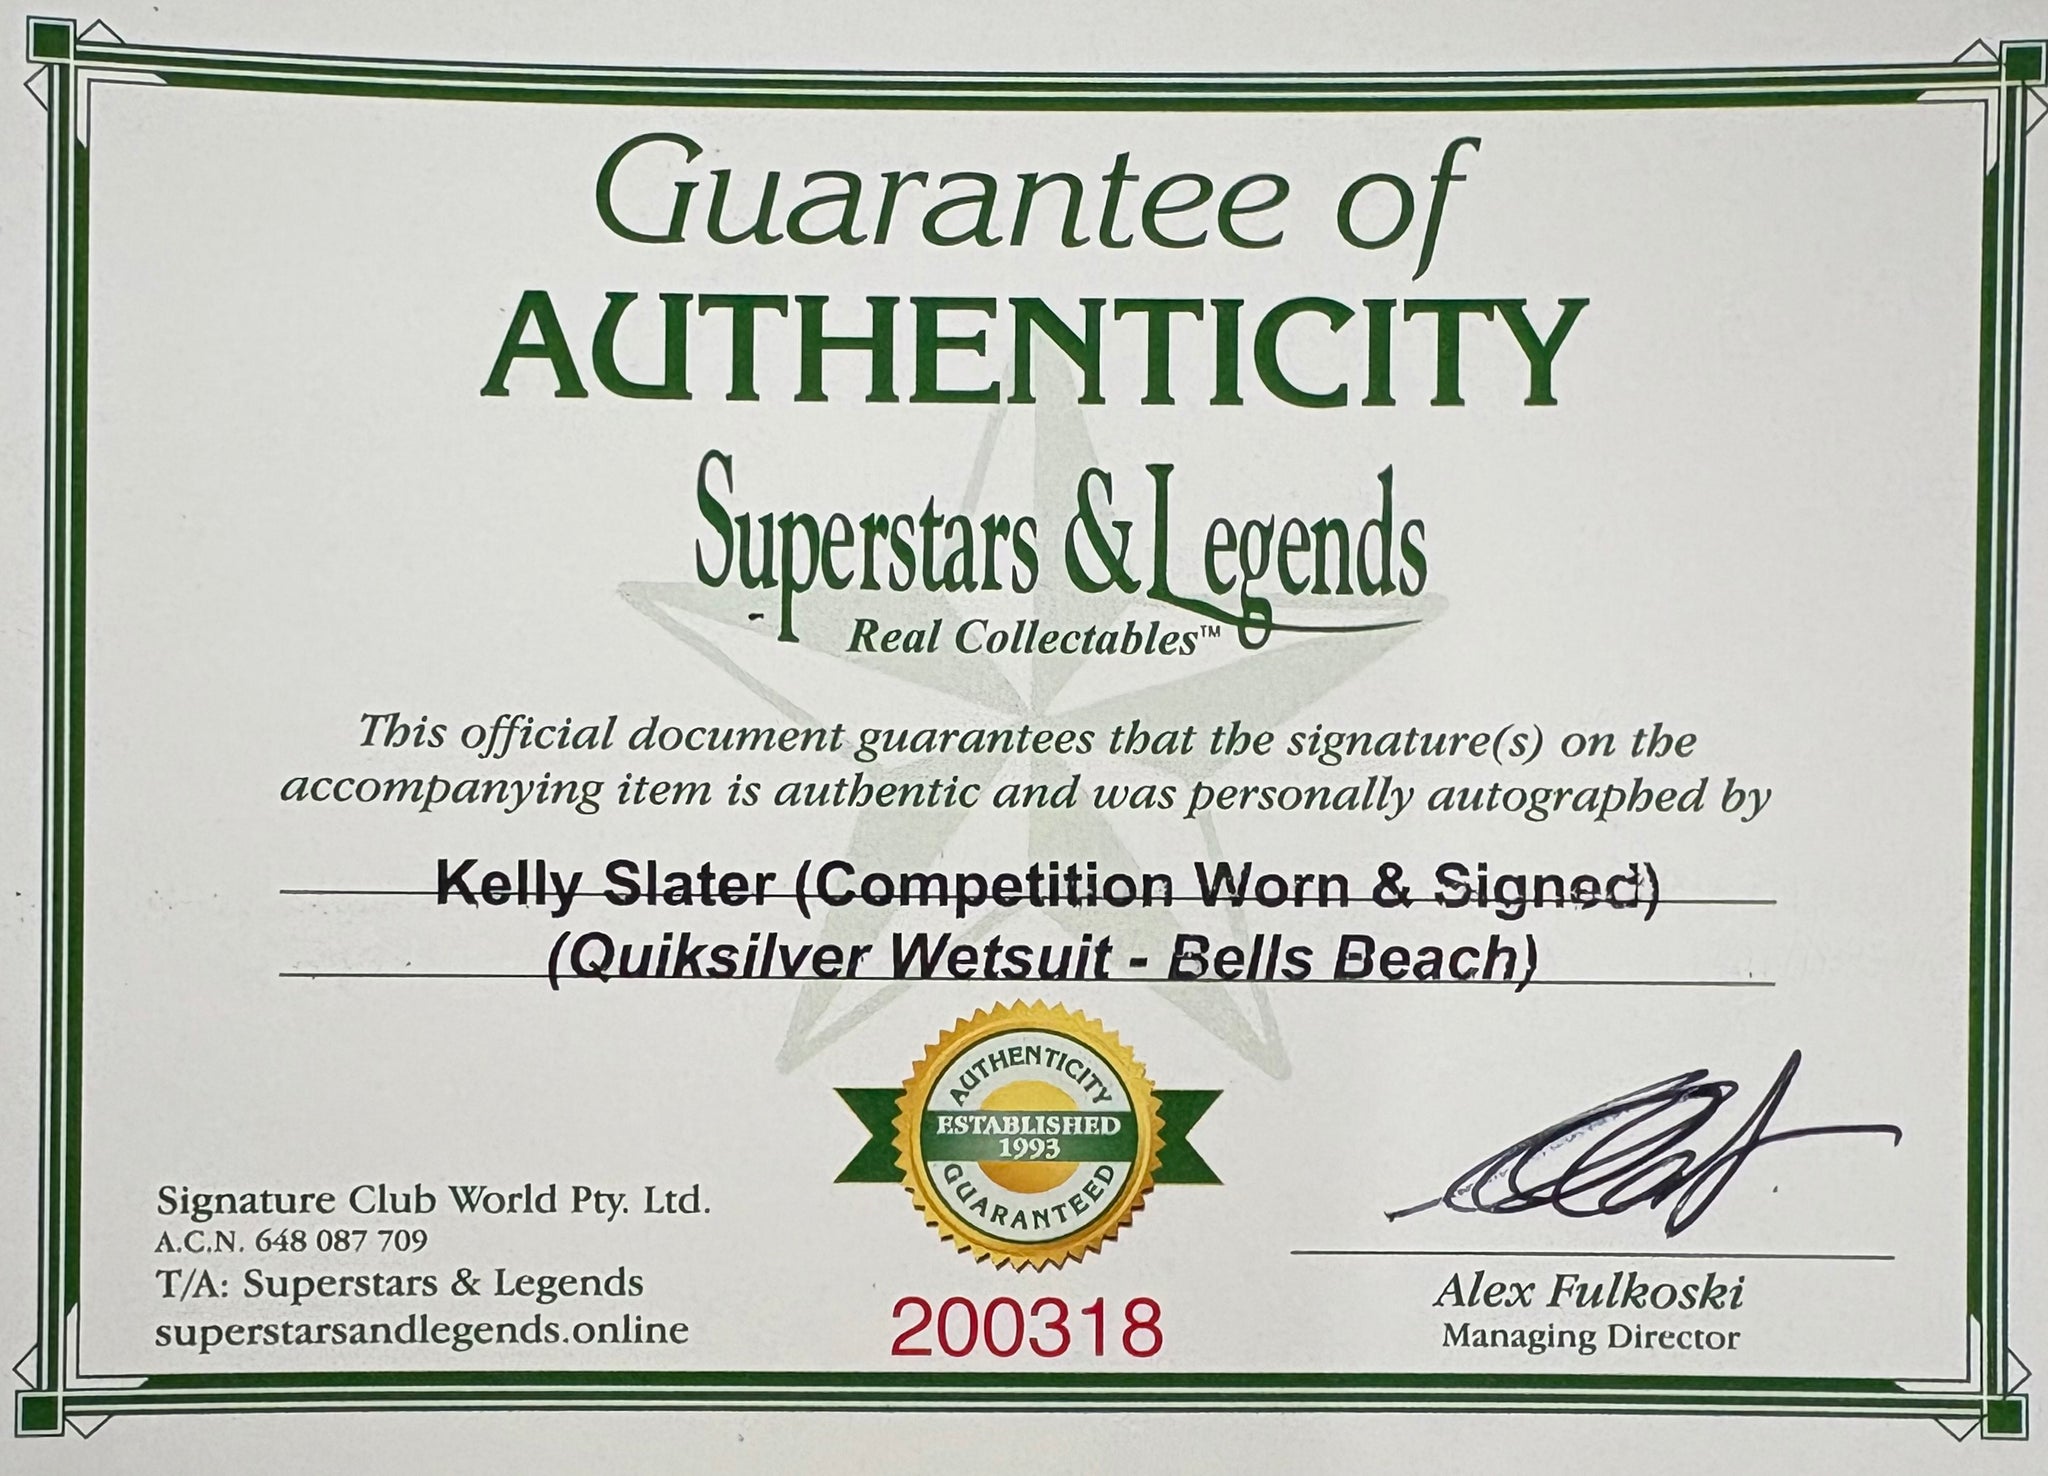 Guarantee of
AUTHENTICITY
Superstars & Legends
Real Collectables™
This official document guarantees that the signature(s) on the
accompanying item is authentic and was personally autographed by
Kelly Slater (Competition Worn & Signed)
(Quiksilver Wetsuit - Bells Beach)
AUTHENTICITY
ESTABLISHED
1993
GUARANTEED
Signature Club World Pty. Ltd.
A.C.N. 648 087 709
T/A: Superstars & Legends
superstarsandlegends.online
200318
Alex Fulkoski
Managing Director